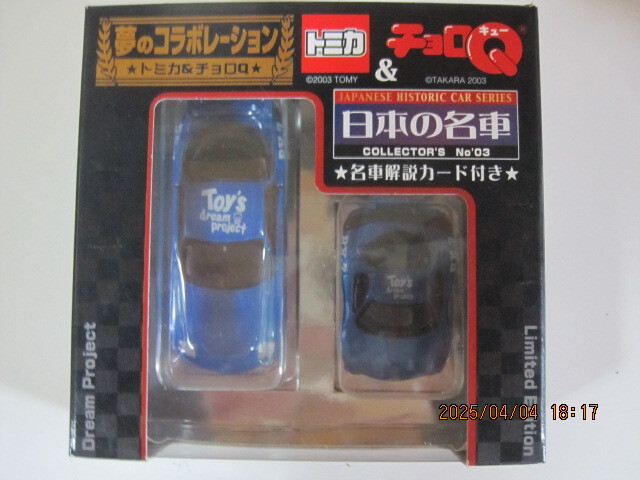 夢のコラボレーション
★トミカ&チョロQ★
トミカ
&
チョロQ
キュー
©2003 TOMY
©TAKARA 2003
JAPANESE HISTORIC CAR SERIES
日本の名車
COLLECTOR'S No'03
★名車解説カード付き★
Toy's
dream
project
Toy's
dream
project
Dream Project
Limited Edition
2025/04/04 18:17